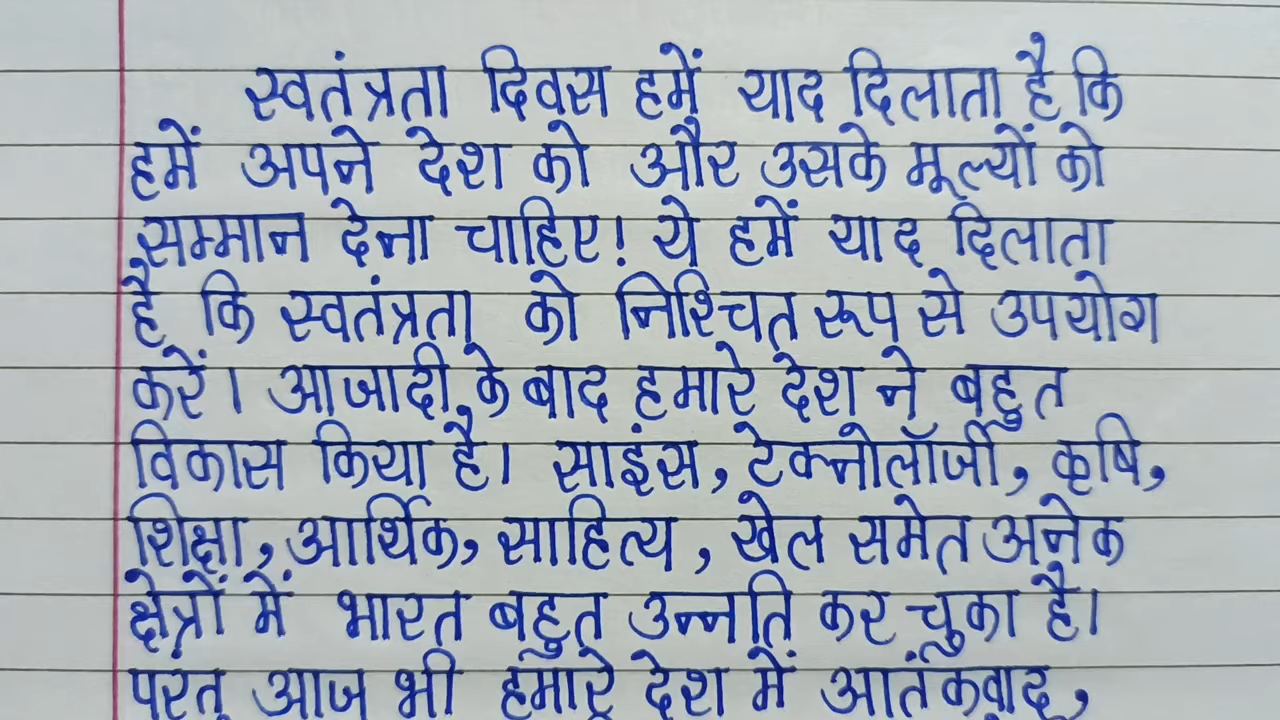 स्वतंत्रता दिवस हमें याद दिलाता है कि
हमें अपने देश को और उसके मूल्यों को
सम्मान देना चाहिए! ये हमें याद दिलाता
है कि स्वतंत्रता को निश्चित रूप से उपयोग
करें। आजादी के बाद हमारे देश ने बहुत
विकास किया है। साइंस, टेक्नोलॉजी, कृषि,
शिक्षा, आर्थिक, साहित्य, खेल समेत अनेक
क्षेत्रों में भारत बहुत उन्नति कर चुका है।
परंतु आज भी हमारे देश में आतंकवाद,